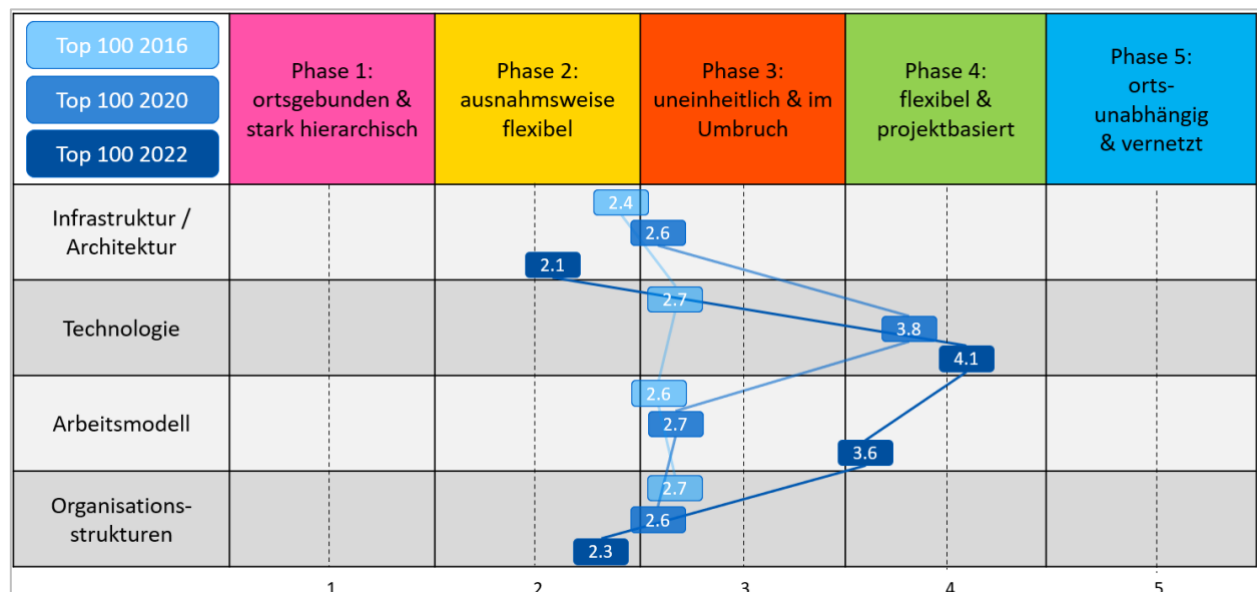 Top 100 2016
Top 100 2020
Top 100 2022
Phase 1:
ortsgebunden &
stark hierarchisch
Phase 2:
ausnahmsweise
flexibel
Phase 3:
uneinheitlich & im
Umbruch
Phase 4:
flexibel &
projektbasiert
Phase 5:
orts-
unabhängig
& vernetzt
Infrastruktur /
Architektur
2.4
2.6
2.1
Technologie
2.7
3.8
4.1
Arbeitsmodell
2.6
2.7
3.6
Organisations-
strukturen
2.7
2.6
2.3
1
2
3
4
5